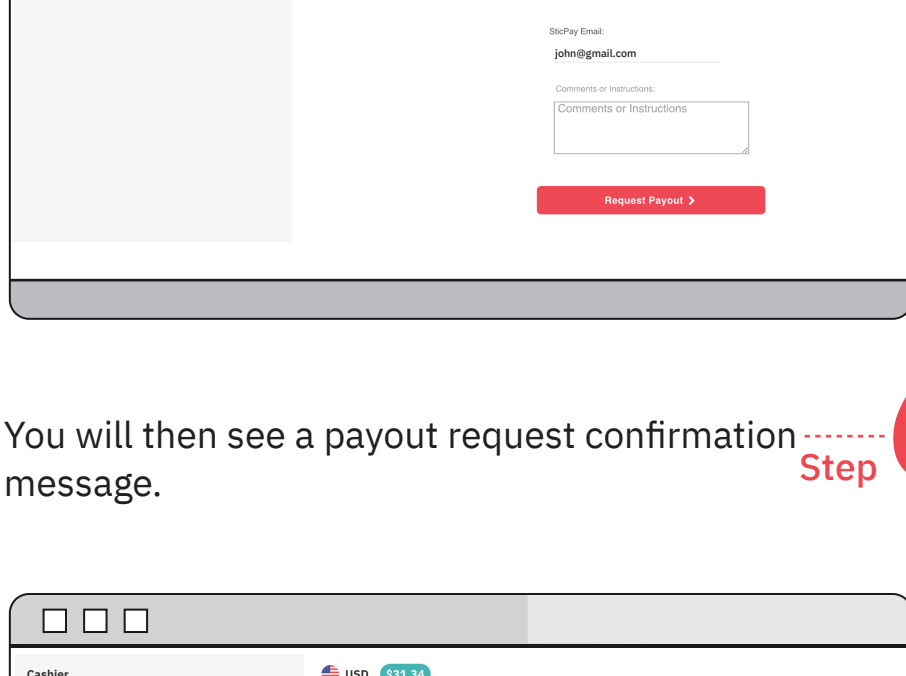 SticPay Email:
john@gmail.com
Comments or Instructions:
Comments or Instructions
Request Payout
You will then see a payout request confirmation
message.
Step
Cashier
USD $31.34